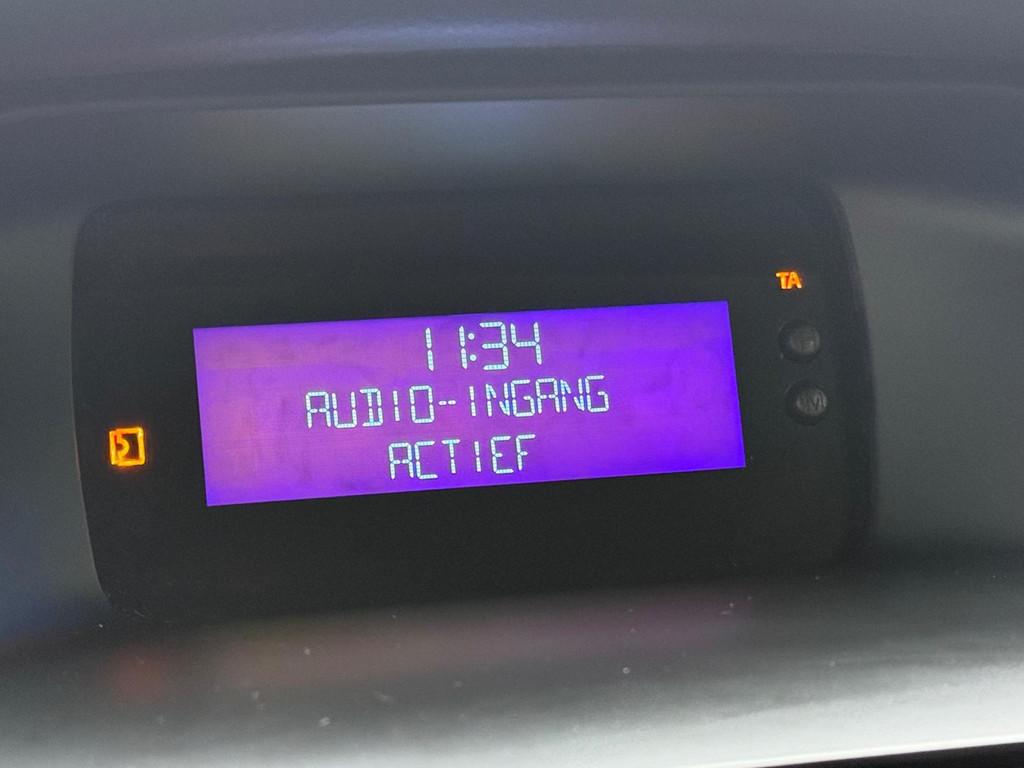 TA
11:34
AUDIO-INGANG
ACTIEF